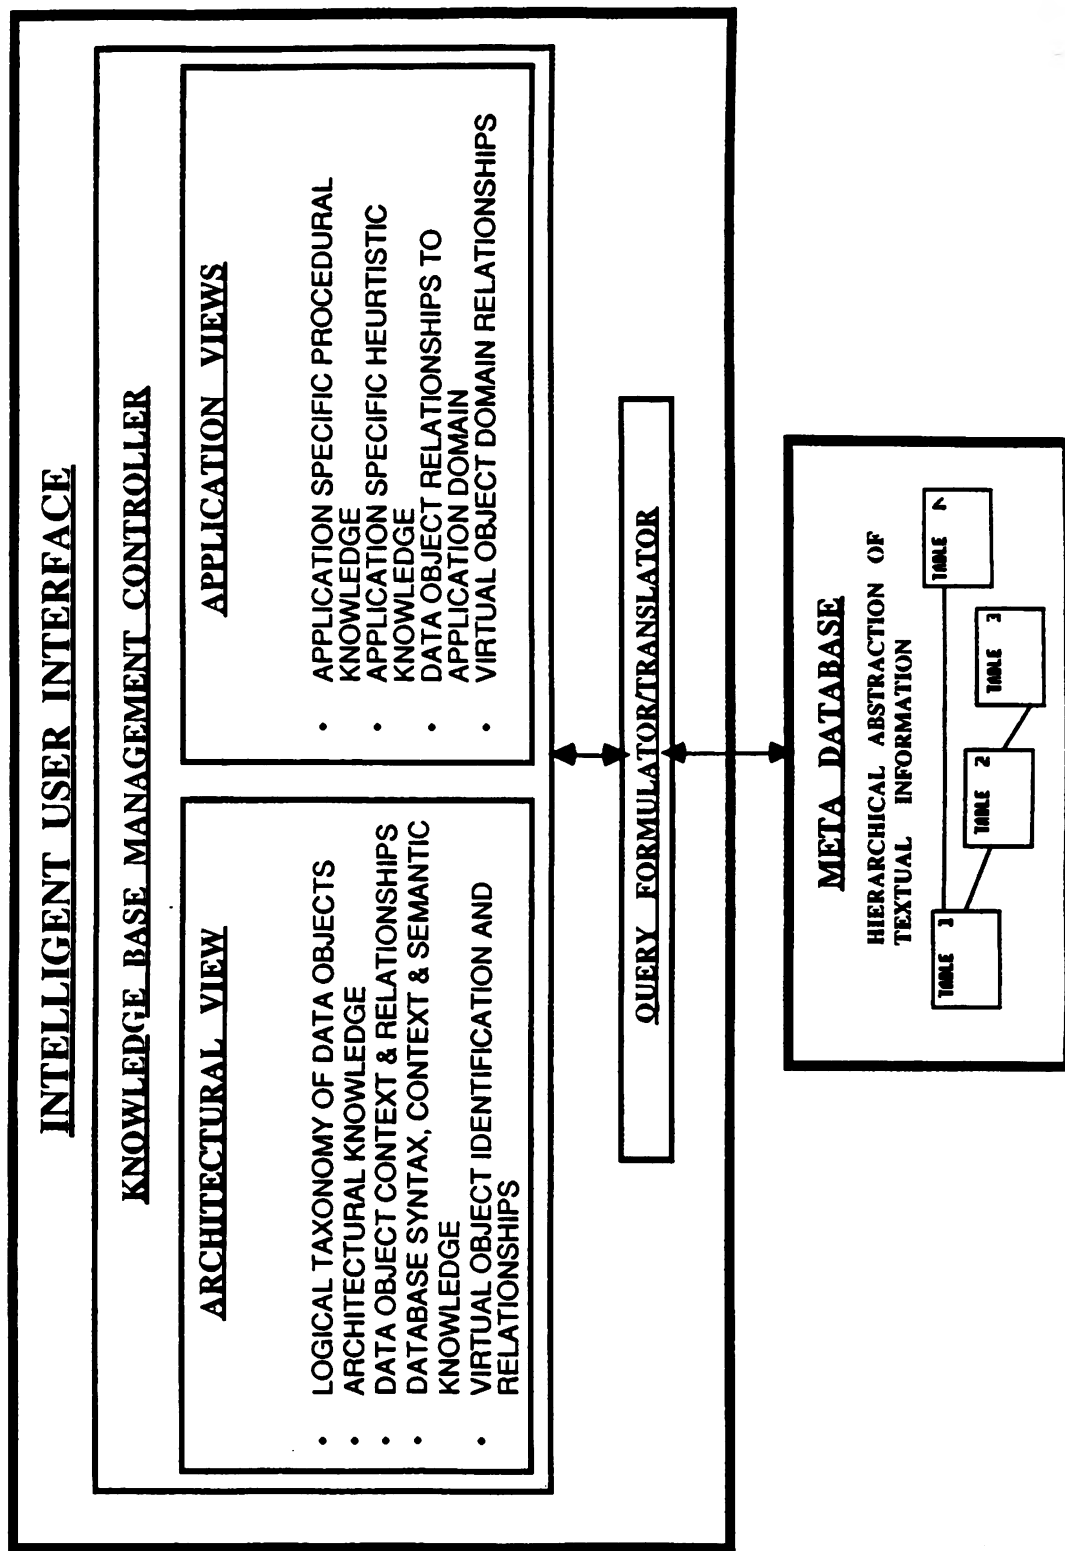 INTELLIGENT USER INTERFACE
KNOWLEDGE BASE MANAGEMENT CONTROLLER
ARCHITECTURAL VIEW
• LOGICAL TAXONOMY OF DATA OBJECTS
• ARCHITECTURAL KNOWLEDGE
• DATA OBJECT CONTEXT & RELATIONSHIPS
• DATABASE SYNTAX, CONTEXT & SEMANTIC
KNOWLEDGE
• VIRTUAL OBJECT IDENTIFICATION AND
RELATIONSHIPS
APPLICATION VIEWS
• APPLICATION SPECIFIC PROCEDURAL
KNOWLEDGE
• APPLICATION SPECIFIC HEURTISTIC
KNOWLEDGE
• DATA OBJECT RELATIONSHIPS TO
APPLICATION DOMAIN
• VIRTUAL OBJECT DOMAIN RELATIONSHIPS
QUERY FORMULATOR/TRANSLATOR
META DATABASE
HIERARCHICAL ABSTRACTION OF
TEXTUAL INFORMATION
TABLE 1
TABLE 2
TABLE 3
TABLE 4